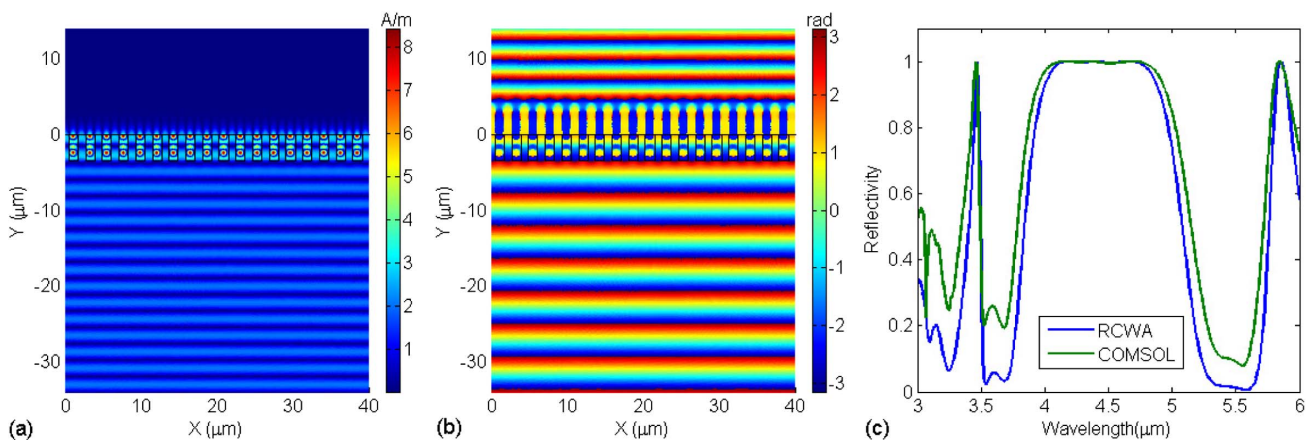 A/m
8
7
6
5
4
3
2
1
10
0
-10
-20
-30
Y (μm)
0 10 20 30 40
X (μm)
(a)
rad
3
2
1
0
-1
-2
-3
10
0
-10
-20
-30
Y (μm)
0 10 20 30 40
X (μm)
(b)
1
0.8
0.6
0.4
0.2
0
Reflectivity
RCWA
COMSOL
3 3.5 4 4.5 5 5.5 6
Wavelength(μm)
(c)